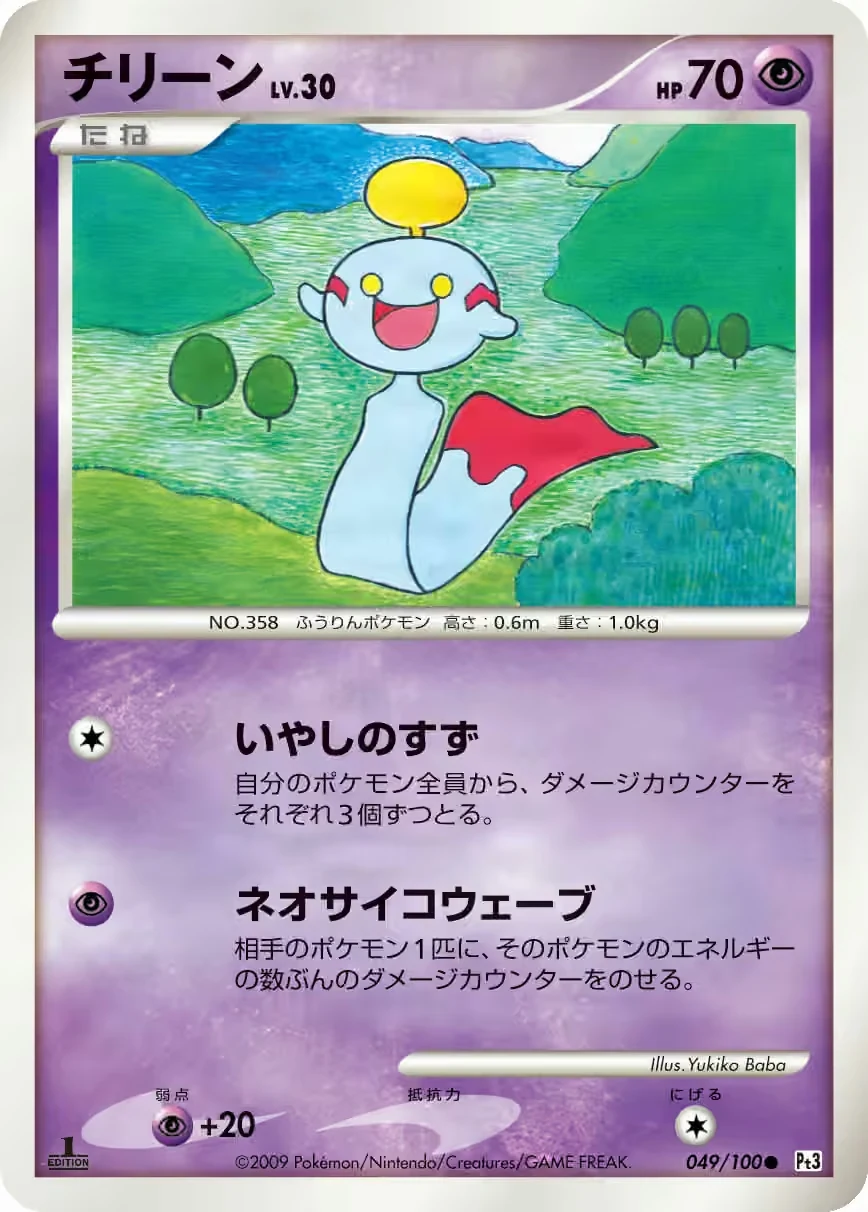 チリーン LV.30 HP 70
たね
NO.358 ふうりんポケモン 高さ:0.6m 重さ:1.0kg
いやしのすず
自分のポケモン全員から、ダメージカウンターを
それぞれ3個ずつとる。
ネオサイコウェーブ
相手のポケモン1匹に、そのポケモンのエネルギー
の数ぶんのダメージカウンターをのせる。
Illus.Yukiko Baba
弱点 抵抗力 にげる
+20
1
EDITION
©2009 Pokémon/Nintendo/Creatures/GAME FREAK. 049/100● Pt3